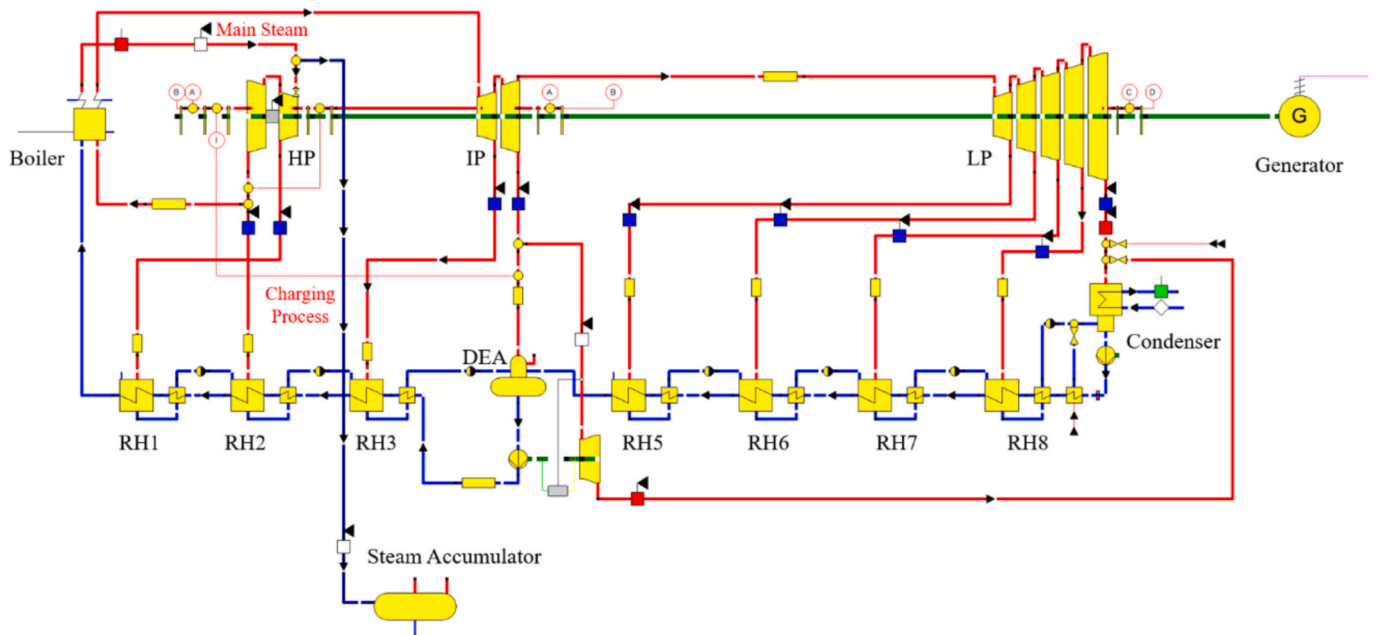 Main Steam
B
A
I
HP
IP
A
B
LP
C
D
G
Boiler
Generator
Charging
Process
DEA
Condenser
RH1
RH2
RH3
RH5
RH6
RH7
RH8
Steam Accumulator